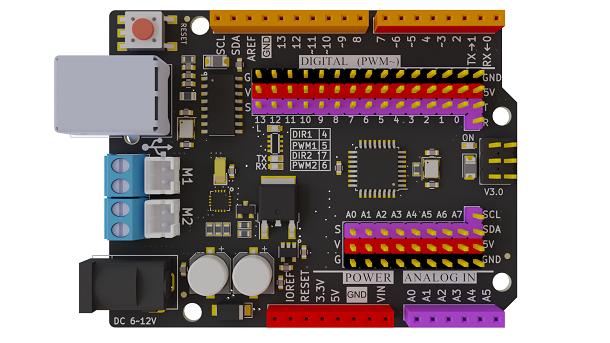 RESET
SCL
SDA
AREF
GND
13
12
~11
~10
~9
8
7
~6
~5
4
~3
2
TX→1
RX←0
DIGITAL (PWM~)
G
V
S
GND
5V
T
R
13 12 11 10 9 8 7 6 5 4 3 2 1 0
L
TX
RX
DIR1 4
PWM1 5
DIR2 17
PWM2 6
ON
V3.0
M1
M2
A0 A1 A2 A3 A4 A5 A6 A7
SCL
S
SDA
V
5V
G
GND
+
+
POWER
ANALOG IN
IOREF
RESET
3.3V
5V
GND
VIN
A0
A1
A2
A3
A4
A5
DC 6~12V